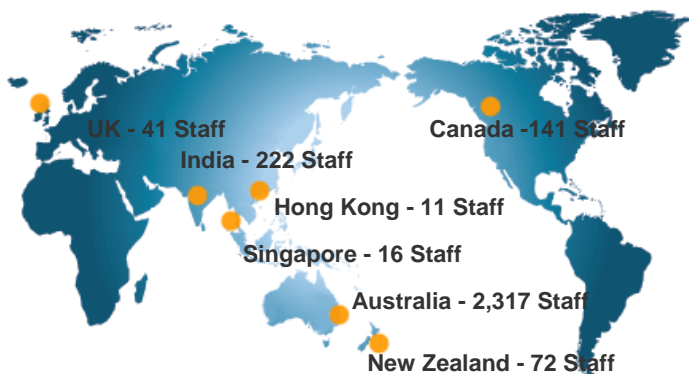 UK - 41 Staff
Canada -141 Staff
India - 222 Staff
Hong Kong - 11 Staff
Singapore - 16 Staff
Australia - 2,317 Staff
New Zealand - 72 Staff